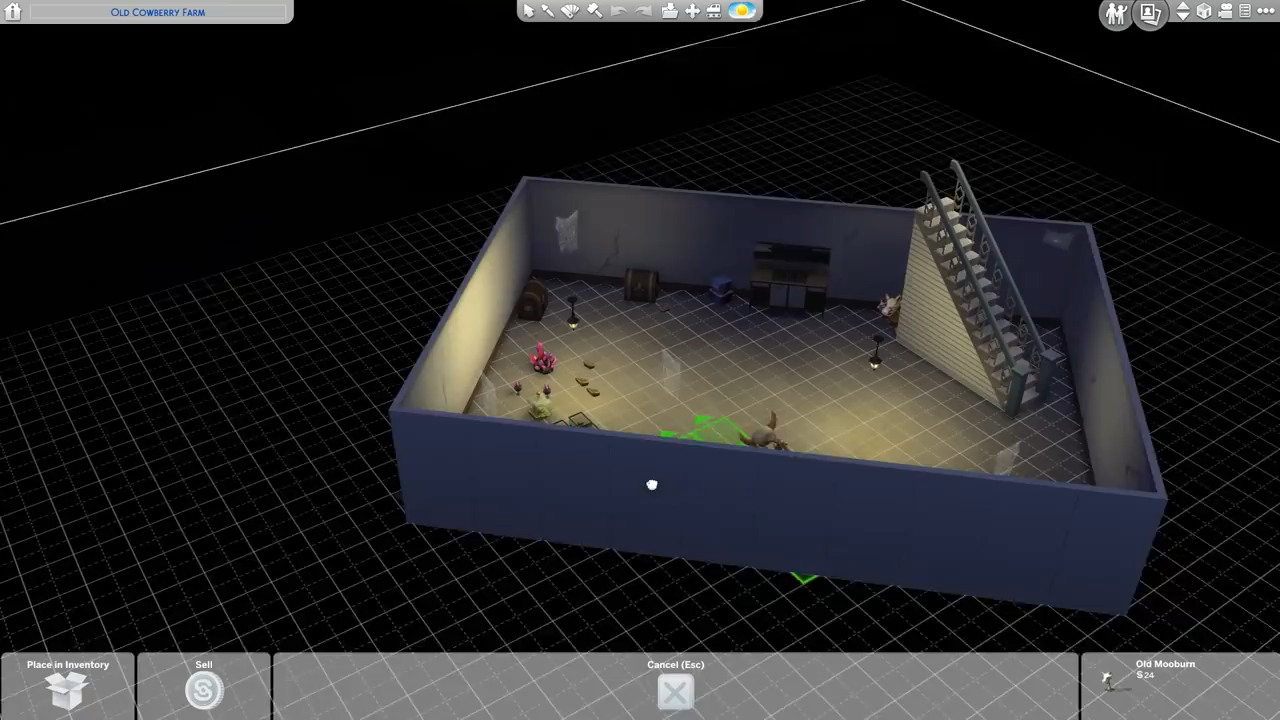 Old Cowberry Farm
Place in Inventory
Sell
Cancel (Esc)
Old Mooburn
§24